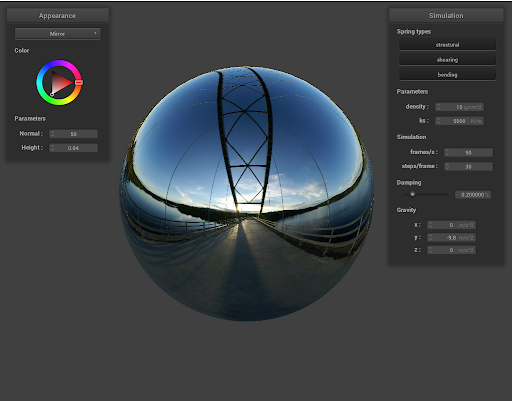 Appearance
Mirror
Color
Parameters
Normal : 50
Height : 0.04
Simulation
Spring types
structural
shearing
bending
Parameters
density : 15 g/cm^2
ks : 5000 N/m
Simulation
frames/s : 90
steps/frame : 30
Damping
0.200000 %
Gravity
x : 0 m/s^2
y : -9.8 m/s^2
z : 0 m/s^2